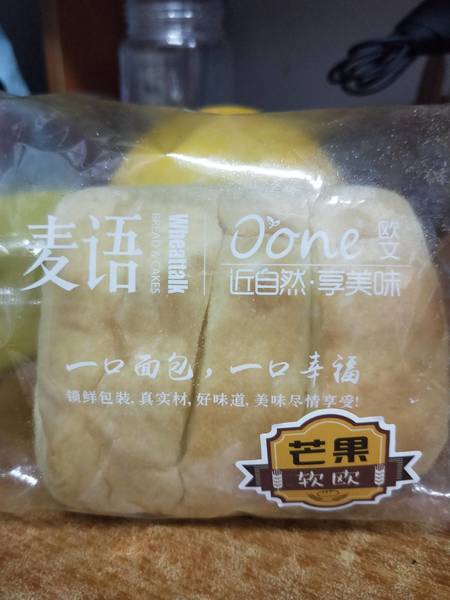 麦语
Wheattalk
BREAD & CAKES
Oone 欧文
近自然·享美味
一口面包，一口幸福
锁鲜包装,真实材,好味道,美味尽情享受!
芒果
软欧